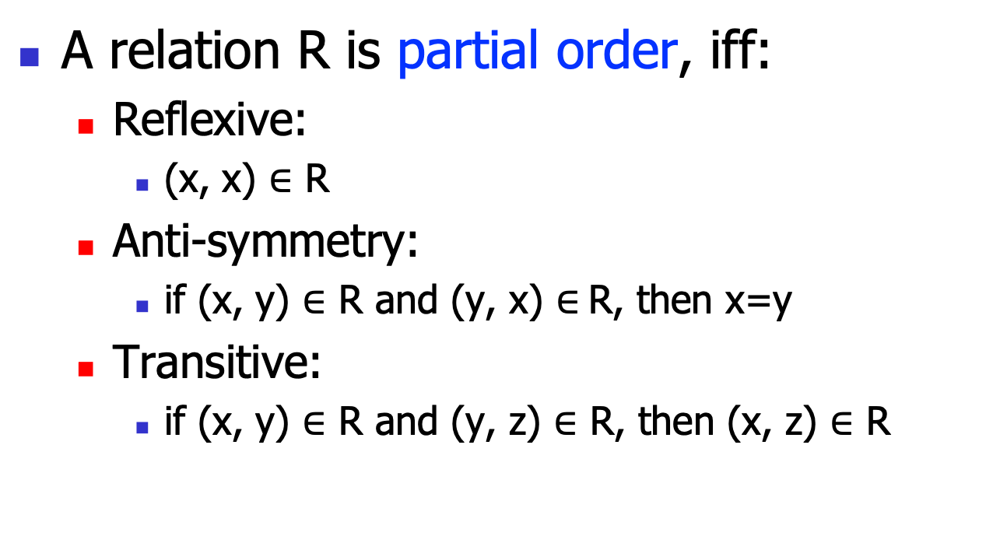 A relation R is partial order, iff:
Reflexive:
(x, x) ∈ R
Anti-symmetry:
if (x, y) ∈ R and (y, x) ∈ R, then x=y
Transitive:
if (x, y) ∈ R and (y, z) ∈ R, then (x, z) ∈ R